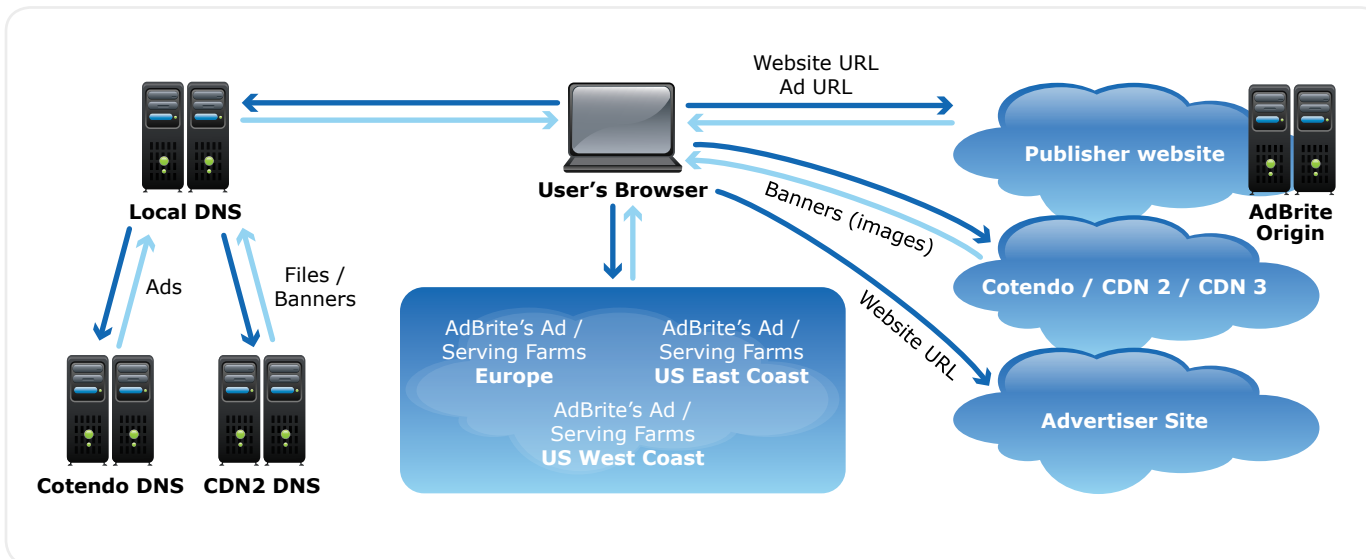 Website URL
Ad URL
Publisher website
Local DNS
User's Browser
AdBrite
Origin
Banners (images)
Ads
Files /
Banners
Cotendo / CDN 2 / CDN 3
Website URL
AdBrite's Ad /
Serving Farms
Europe
AdBrite's Ad /
Serving Farms
US East Coast
AdBrite's Ad /
Serving Farms
US West Coast
Advertiser Site
Cotendo DNS
CDN2 DNS